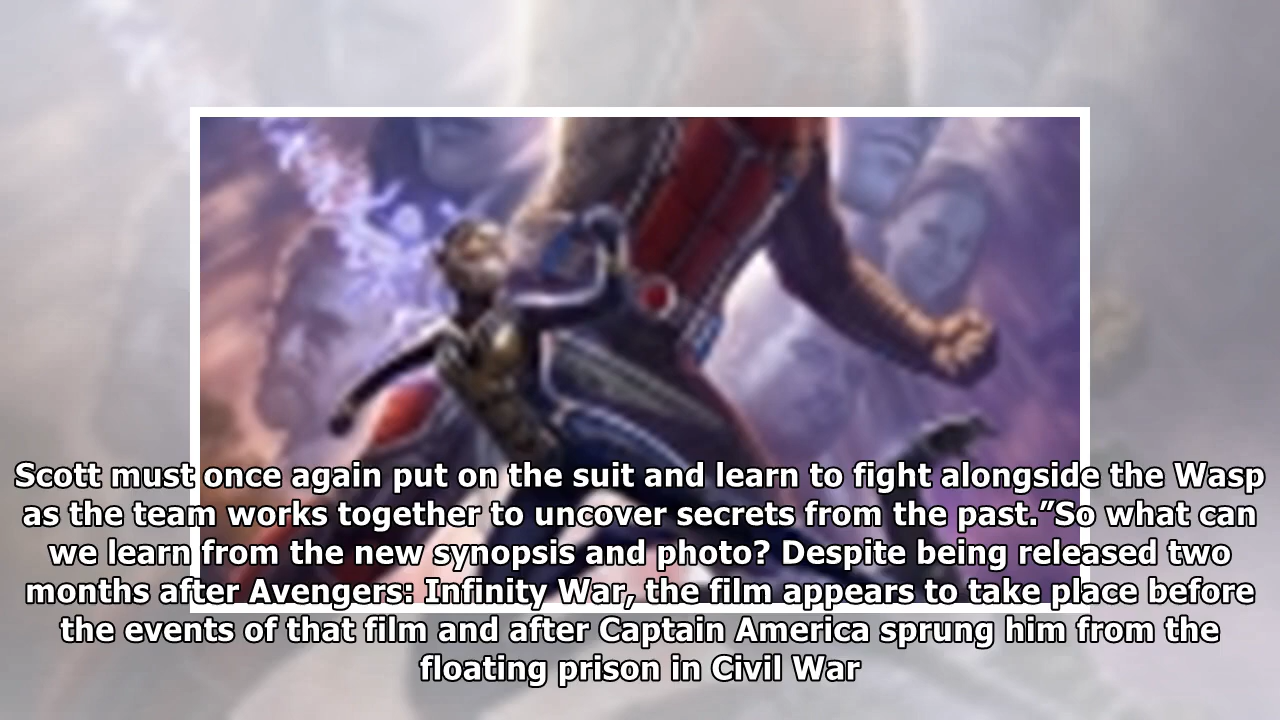 Scott must once again put on the suit and learn to fight alongside the Wasp
as the team works together to uncover secrets from the past.”So what can
we learn from the new synopsis and photo? Despite being released two
months after Avengers: Infinity War, the film appears to take place before
the events of that film and after Captain America sprung him from the
floating prison in Civil War